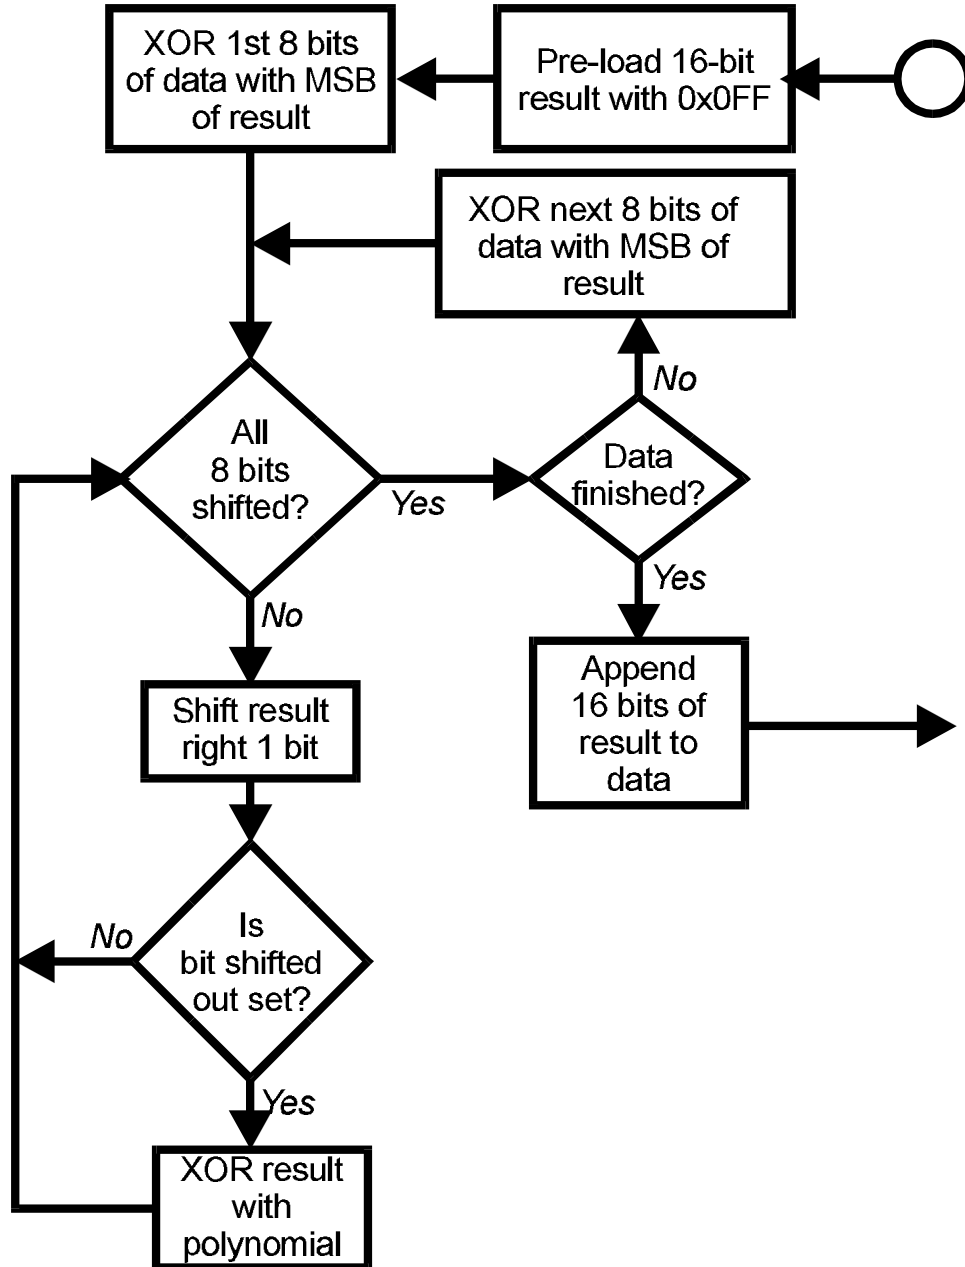 XOR 1st 8 bits
of data with MSB
of result
Pre-load 16-bit
result with 0x0FF
XOR next 8 bits of
data with MSB of
result
No
All
8 bits
shifted?
Yes
Data
finished?
Yes
No
Append
16 bits of
result to
data
Shift result
right 1 bit
Is
bit shifted
out set?
No
Yes
XOR result
with
polynomial